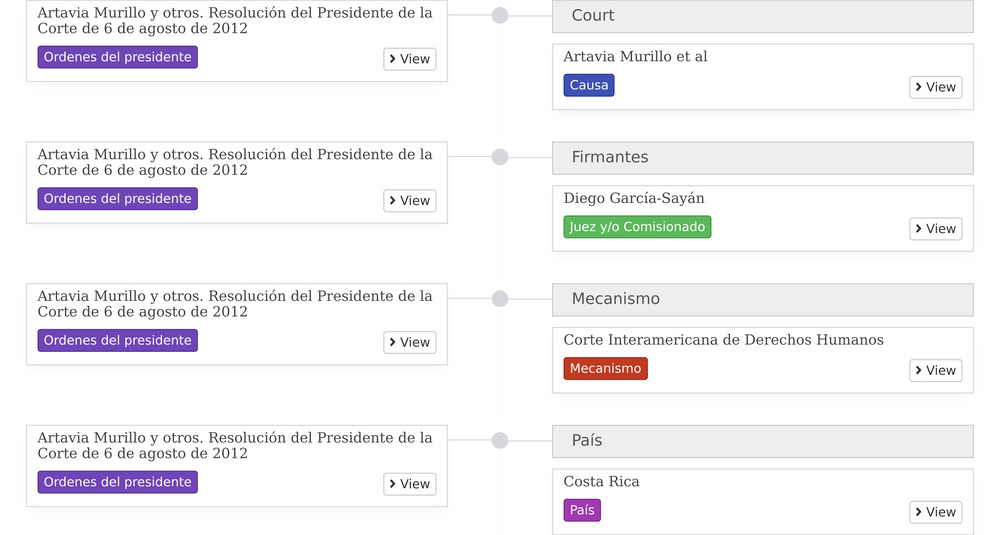 Artavia Murillo y otros. Resolución del Presidente de la
Corte de 6 de agosto de 2012
Ordenes del presidente
View
Court
Artavia Murillo et al
Causa
View
Artavia Murillo y otros. Resolución del Presidente de la
Corte de 6 de agosto de 2012
Ordenes del presidente
View
Firmantes
Diego García-Sayán
Juez y/o Comisionado
View
Artavia Murillo y otros. Resolución del Presidente de la
Corte de 6 de agosto de 2012
Ordenes del presidente
View
Mecanismo
Corte Interamericana de Derechos Humanos
Mecanismo
View
Artavia Murillo y otros. Resolución del Presidente de la
Corte de 6 de agosto de 2012
Ordenes del presidente
View
País
Costa Rica
País
View